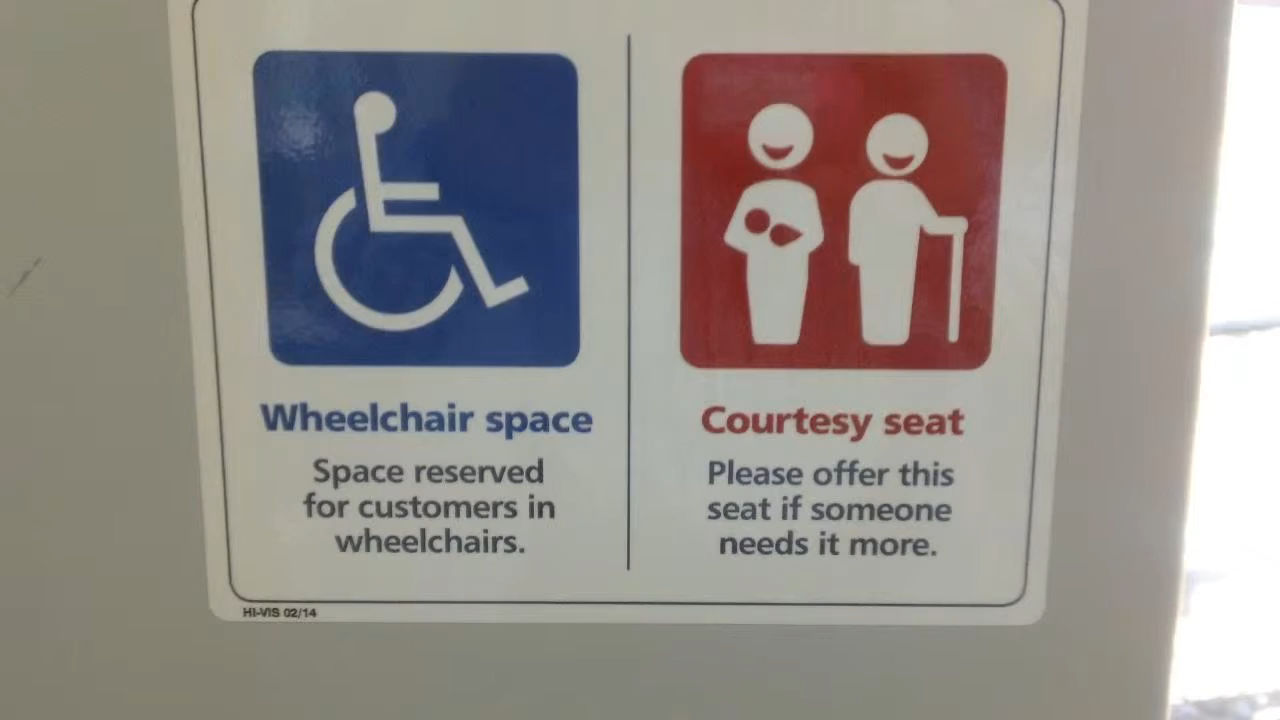 Wheelchair space
Space reserved
for customers in
wheelchairs.
Courtesy seat
Please offer this
seat if someone
needs it more.
HI-VIS 02/14